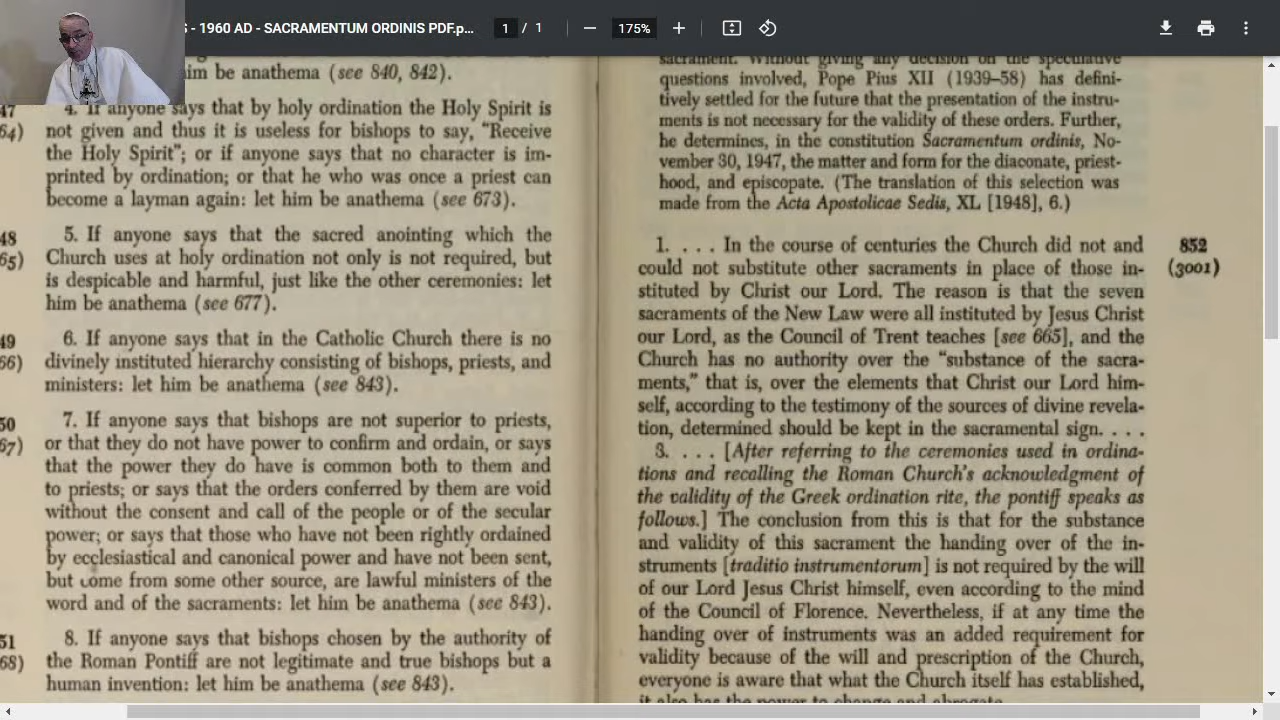 - 1960 AD - SACRAMENTUM ORDINIS PDF.p...
1 / 1
175%
im be anathema (see 840, 842).
47
4. If anyone says that by holy ordination the Holy Spirit is
64)
not given and thus it is useless for bishops to say, "Receive
the Holy Spirit"; or if anyone says that no character is im-
printed by ordination; or that he who was once a priest can
become a layman again: let him be anathema (see 673).
48
5. If anyone says that the sacred anointing which the
65)
Church uses at holy ordination not only is not required, but
is despicable and harmful, just like the other ceremonies: let
him be anathema (see 677).
49
6. If anyone says that in the Catholic Church there is no
66)
divinely instituted hierarchy consisting of bishops, priests, and
ministers: let him be anathema (see 843).
50
7. If anyone says that bishops are not superior to priests,
67)
or that they do not have power to confirm and ordain, or says
that the power they do have is common both to them and
to priests; or says that the orders conferred by them are void
without the consent and call of the people or of the secular
power; or says that those who have not been rightly ordained
by ecclesiastical and canonical power and have not been sent,
but come from some other source, are lawful ministers of the
word and of the sacraments: let him be anathema (see 843).
51
8. If anyone says that bishops chosen by the authority of
68)
the Roman Pontiff are not legitimate and true bishops but a
human invention: let him be anathema (see 843).
sacrament. Without giving any decision on the speculative
questions involved, Pope Pius XII (1939–58) has defini-
tively settled for the future that the presentation of the instru-
ments is not necessary for the validity of these orders. Further,
he determines, in the constitution Sacramentum ordinis, No-
vember 30, 1947, the matter and form for the diaconate, priest-
hood, and episcopate. (The translation of this selection was
made from the Acta Apostolicae Sedis, XL [1948], 6.)
1. . . . In the course of centuries the Church did not and
852
could not substitute other sacraments in place of those in-
(3001)
stituted by Christ our Lord. The reason is that the seven
sacraments of the New Law were all instituted by Jesus Christ
our Lord, as the Council of Trent teaches [see 665], and the
Church has no authority over the "substance of the sacra-
ments," that is, over the elements that Christ our Lord him-
self, according to the testimony of the sources of divine revela-
tion, determined should be kept in the sacramental sign. . . .
3. . . . [After referring to the ceremonies used in ordina-
tions and recalling the Roman Church's acknowledgment of
the validity of the Greek ordination rite, the pontiff speaks as
follows.] The conclusion from this is that for the substance
and validity of this sacrament the handing over of the in-
struments [traditio instrumentorum] is not required by the will
of our Lord Jesus Christ himself, even according to the mind
of the Council of Florence. Nevertheless, if at any time the
handing over of instruments was an added requirement for
validity because of the will and prescription of the Church,
everyone is aware that what the Church itself has established,
it also has the power to change and abrogate.